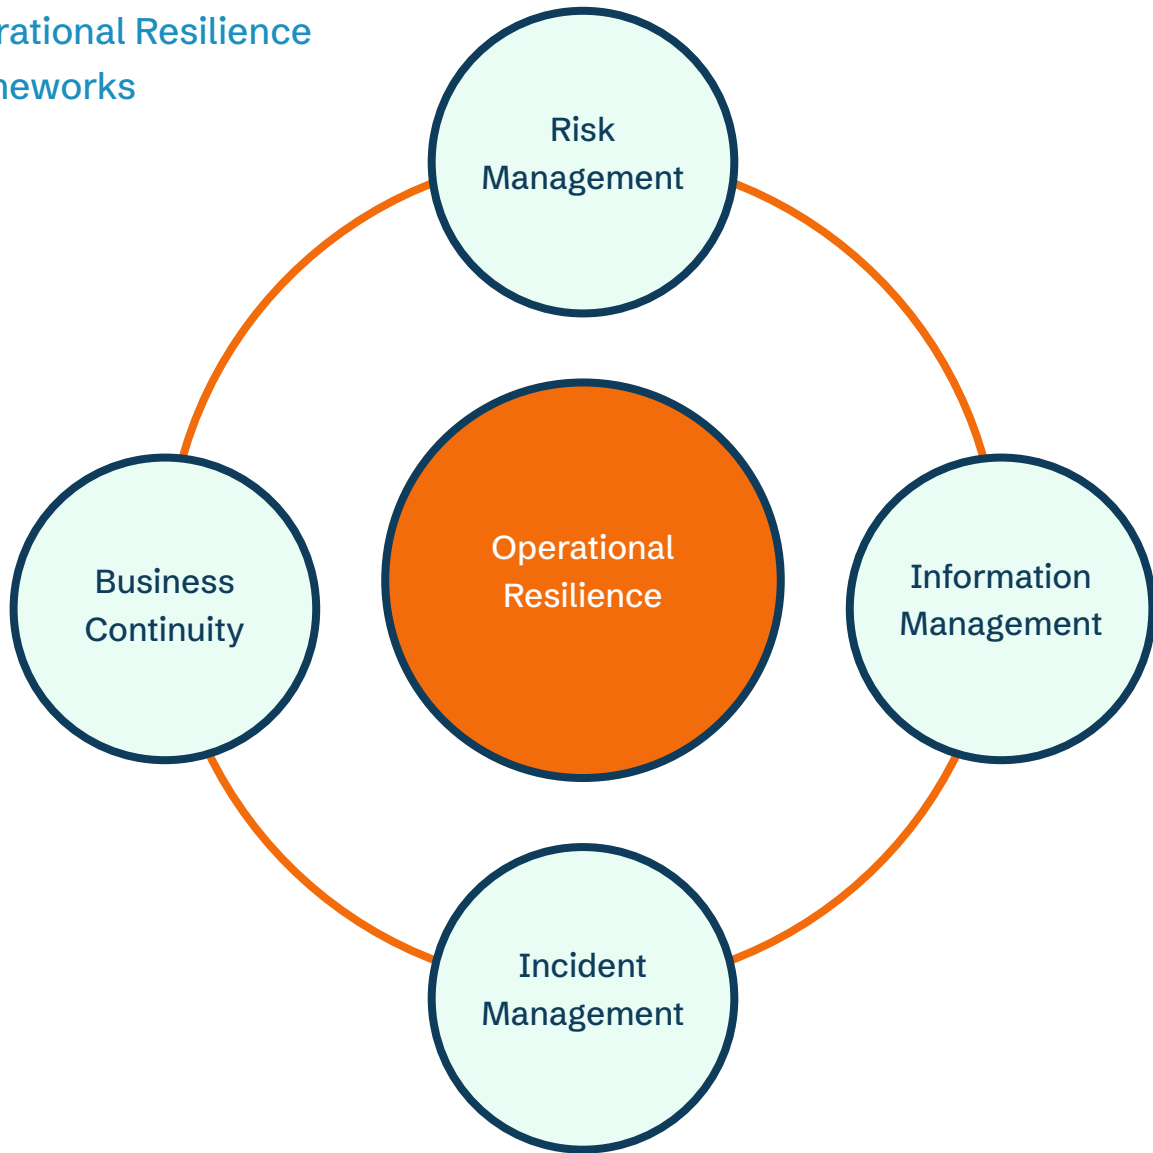 rational Resilience
neworks
Risk
Management
Operational
Resilience
Business
Continuity
Information
Management
Incident
Management